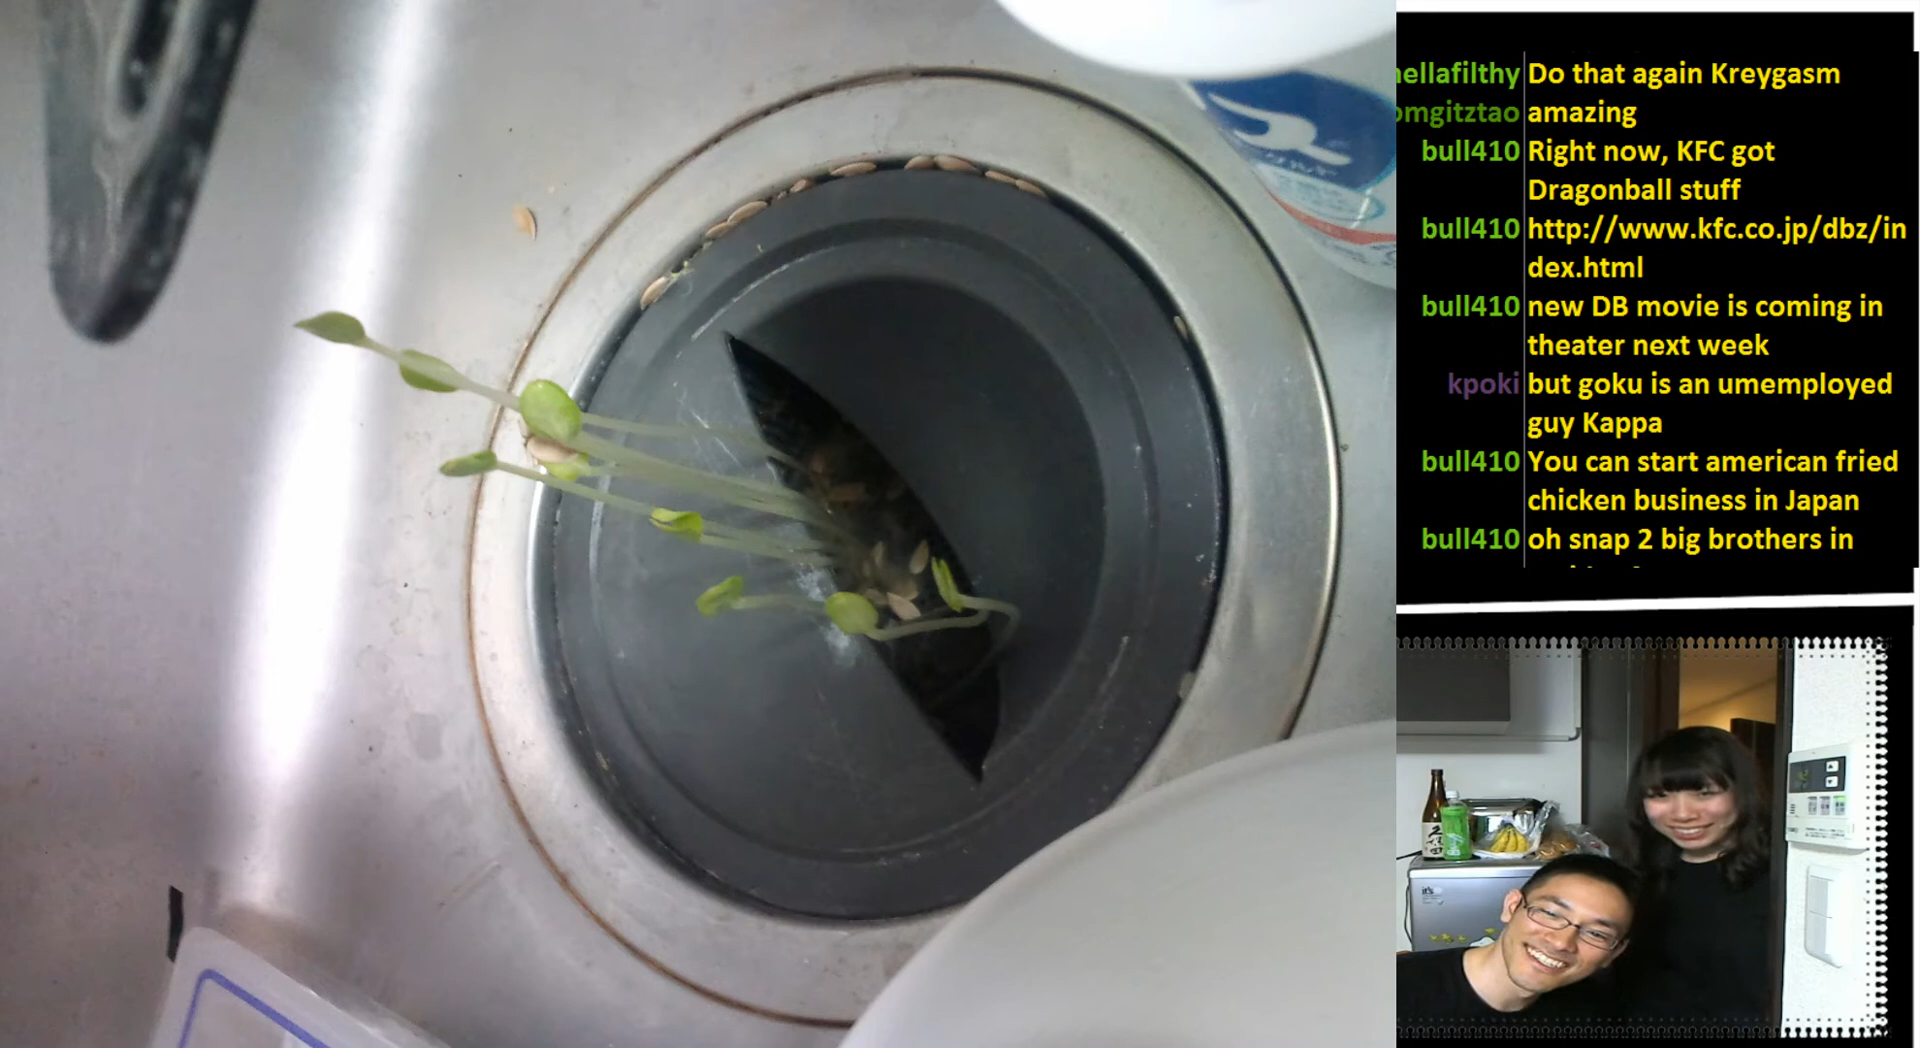 hellafilthy Do that again Kreygasm
omgitztao amazing
bull410 Right now, KFC got
Dragonball stuff
bull410 http://www.kfc.co.jp/dbz/in
dex.html
bull410 new DB movie is coming in
theater next week
kpoki but goku is an umemployed
guy Kappa
bull410 You can start american fried
chicken business in Japan
bull410 oh snap 2 big brothers in
it's